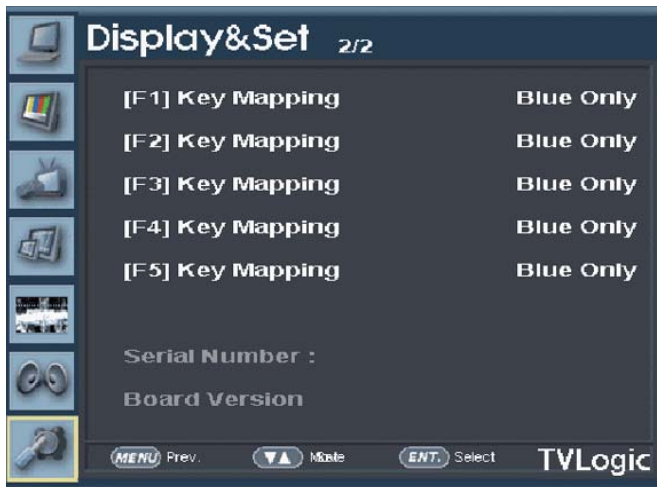 Display&Set 2/2
[F1] Key Mapping Blue Only
[F2] Key Mapping Blue Only
[F3] Key Mapping Blue Only
[F4] Key Mapping Blue Only
[F5] Key Mapping Blue Only
Serial Number :
Board Version
MENU Prev. ▼▲ ENT. Select TVLogic